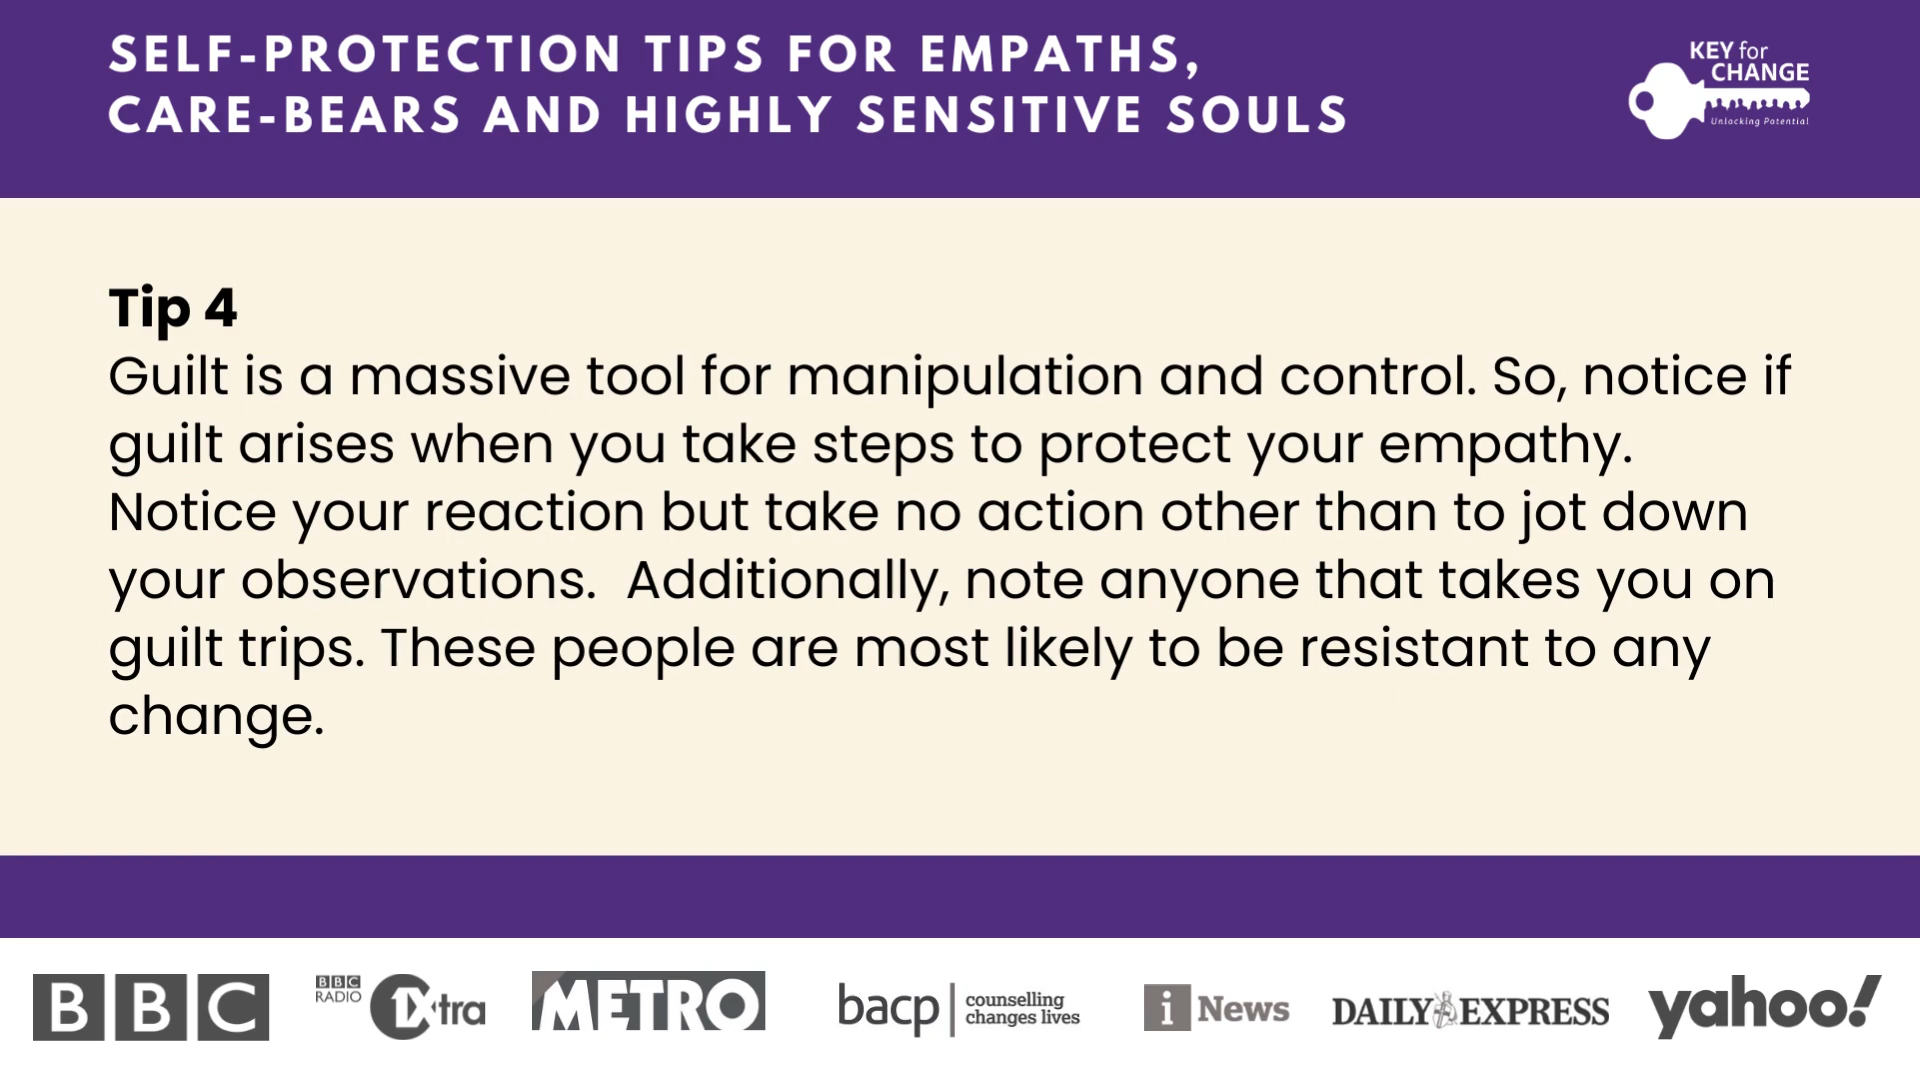 SELF-PROTECTION TIPS FOR EMPATHS,
CARE-BEARS AND HIGHLY SENSITIVE SOULS
KEY for
CHANGE
Unlocking Potential
Tip 4
Guilt is a massive tool for manipulation and control. So, notice if
guilt arises when you take steps to protect your empathy.
Notice your reaction but take no action other than to jot down
your observations.  Additionally, note anyone that takes you on
guilt trips. These people are most likely to be resistant to any
change.
BBC
BBC
RADIO
1Xtra
METRO
bacp
counselling
changes lives
i News
DAILY EXPRESS
yahoo!